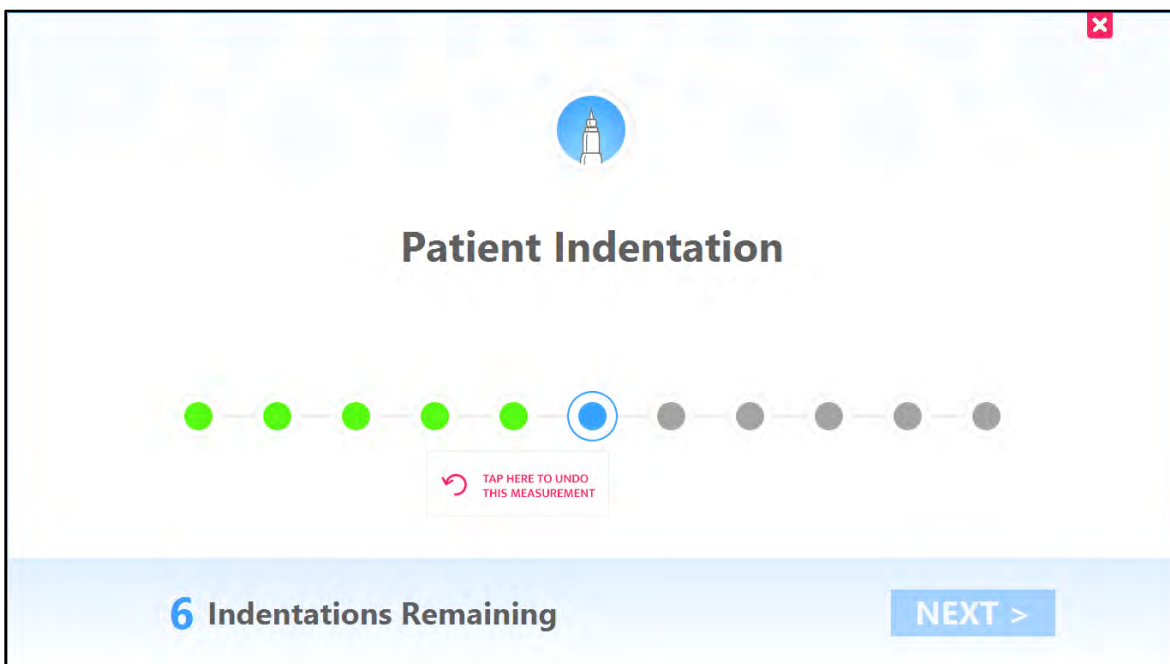 Patient Indentation
TAP HERE TO UNDO
THIS MEASUREMENT
6 Indentations Remaining
NEXT >